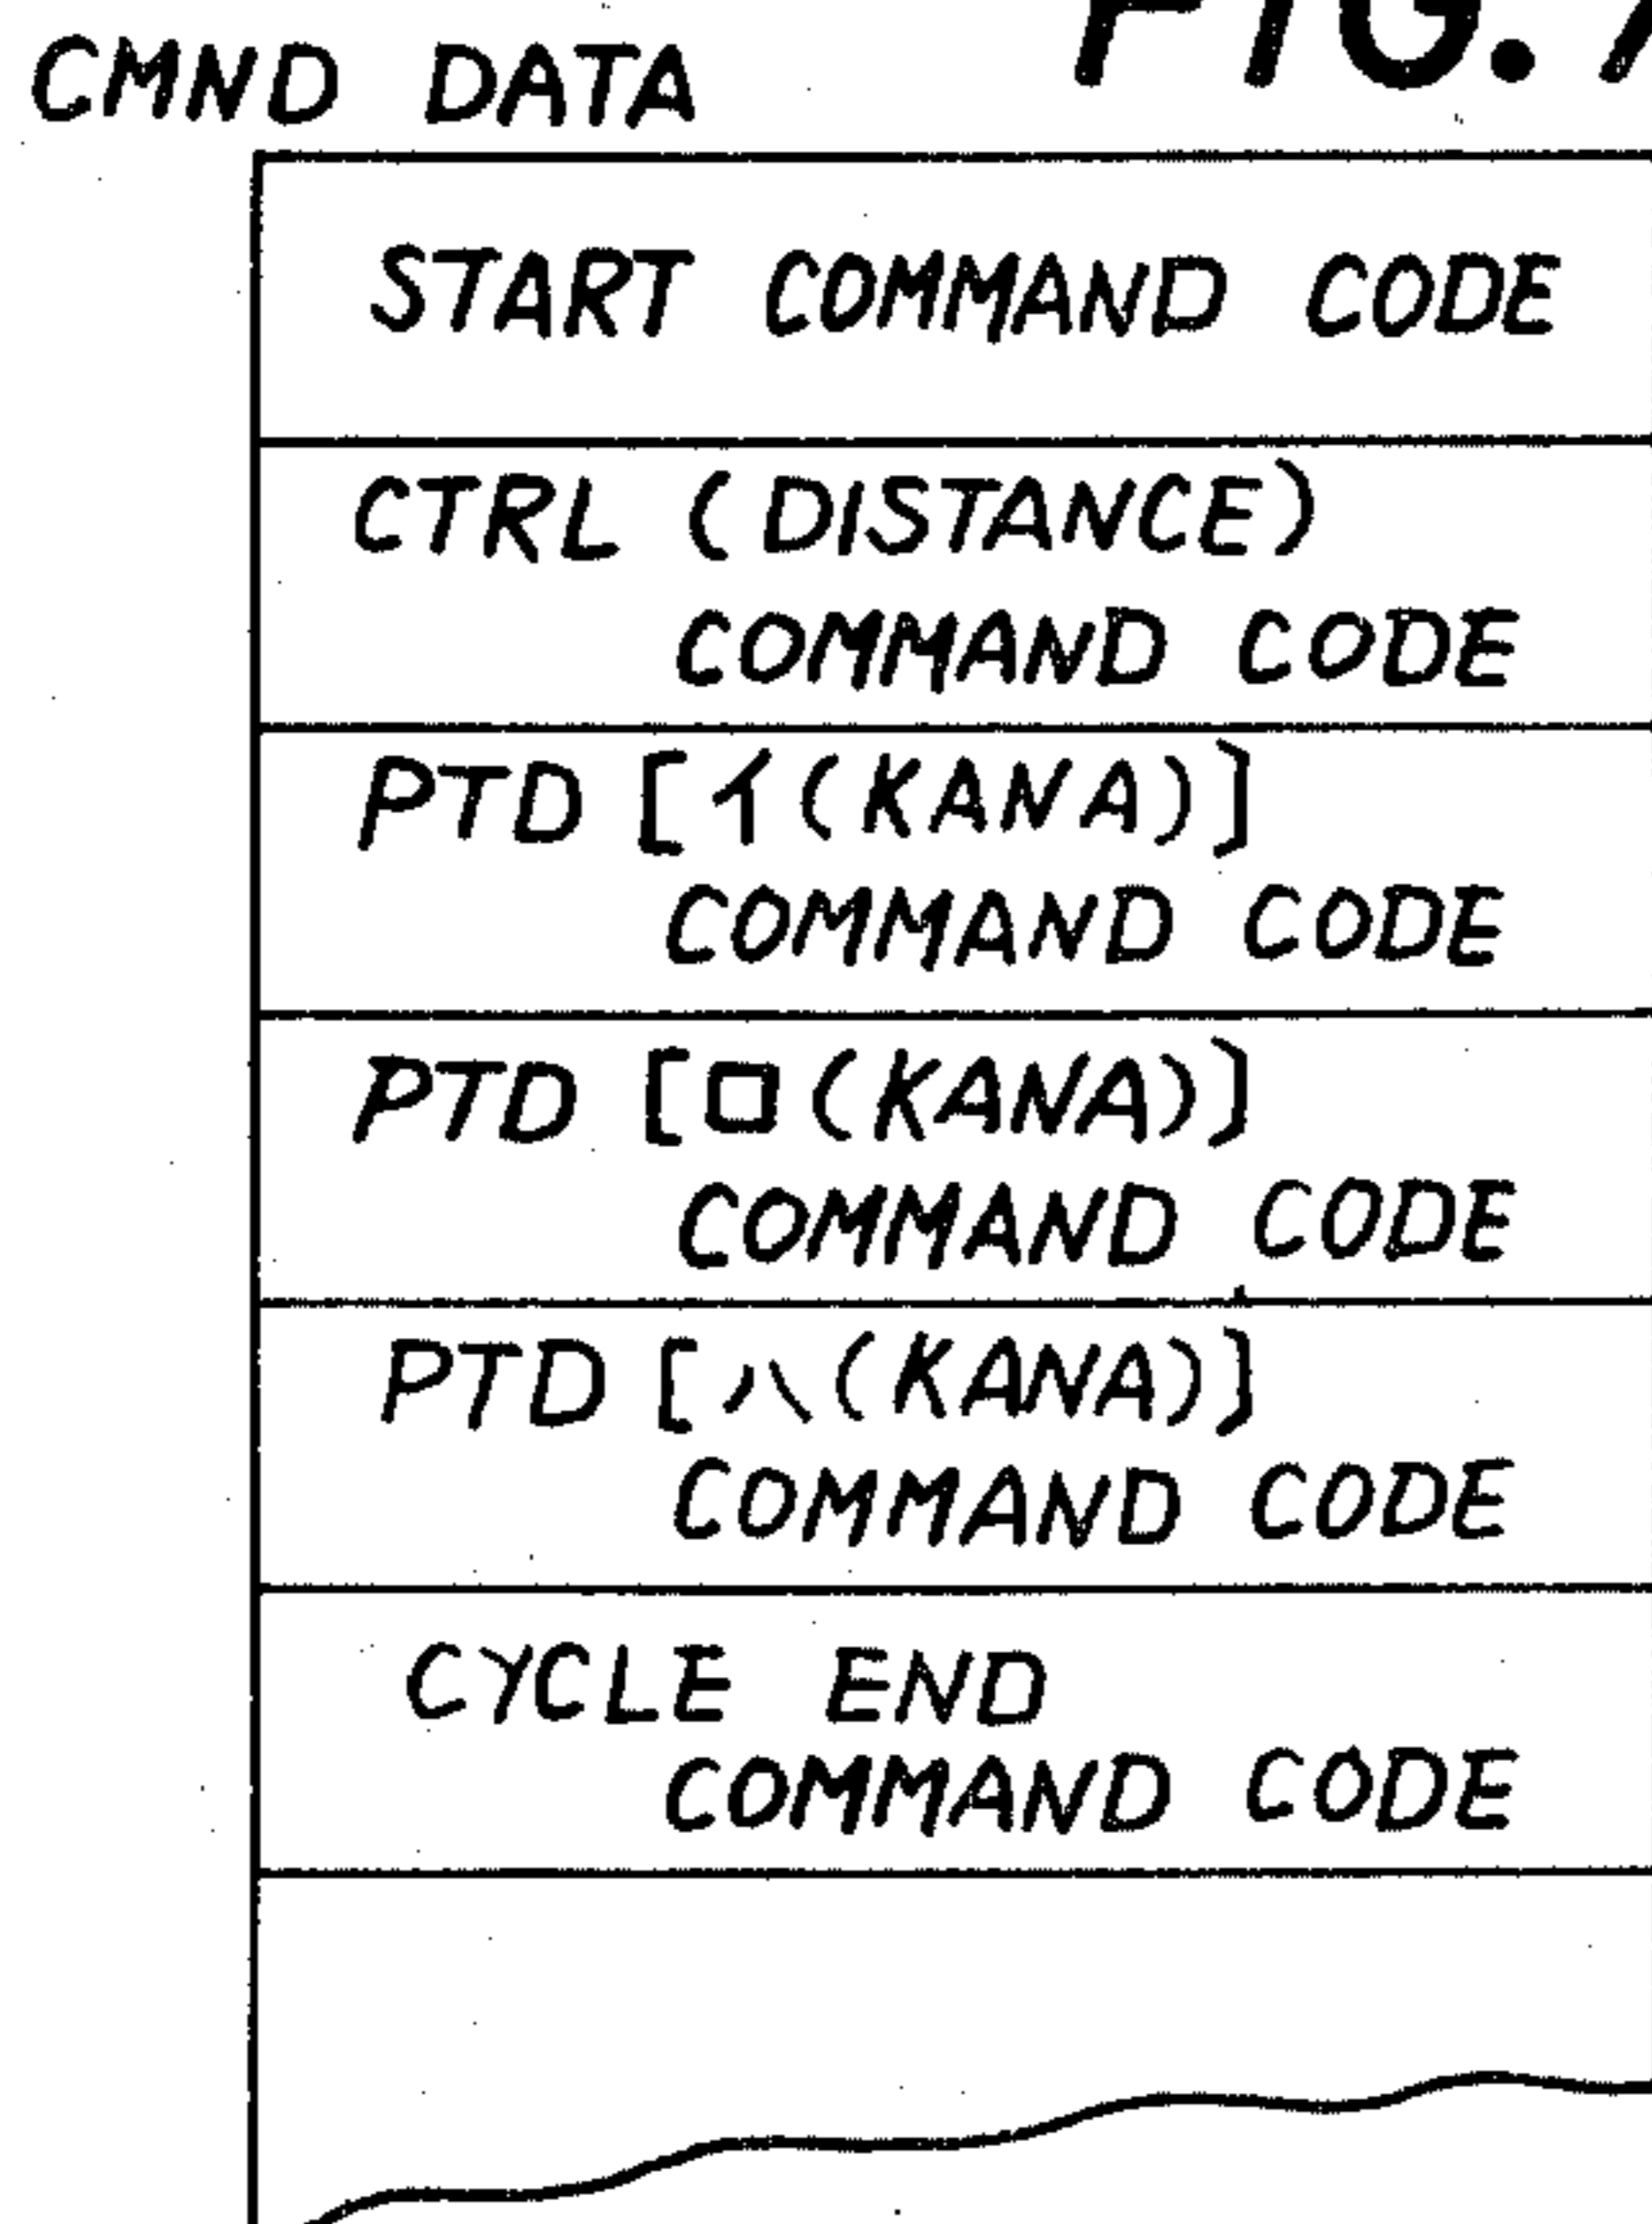 FIG.
CMND DATA
START COMMAND CODE
CTRL (DISTANCE)
COMMAND CODE
PTD [イ(KANA)]
COMMAND CODE
PTD [ロ(KANA)]
COMMAND CODE
PTD [ハ(KANA)]
COMMAND CODE
CYCLE END
COMMAND CODE